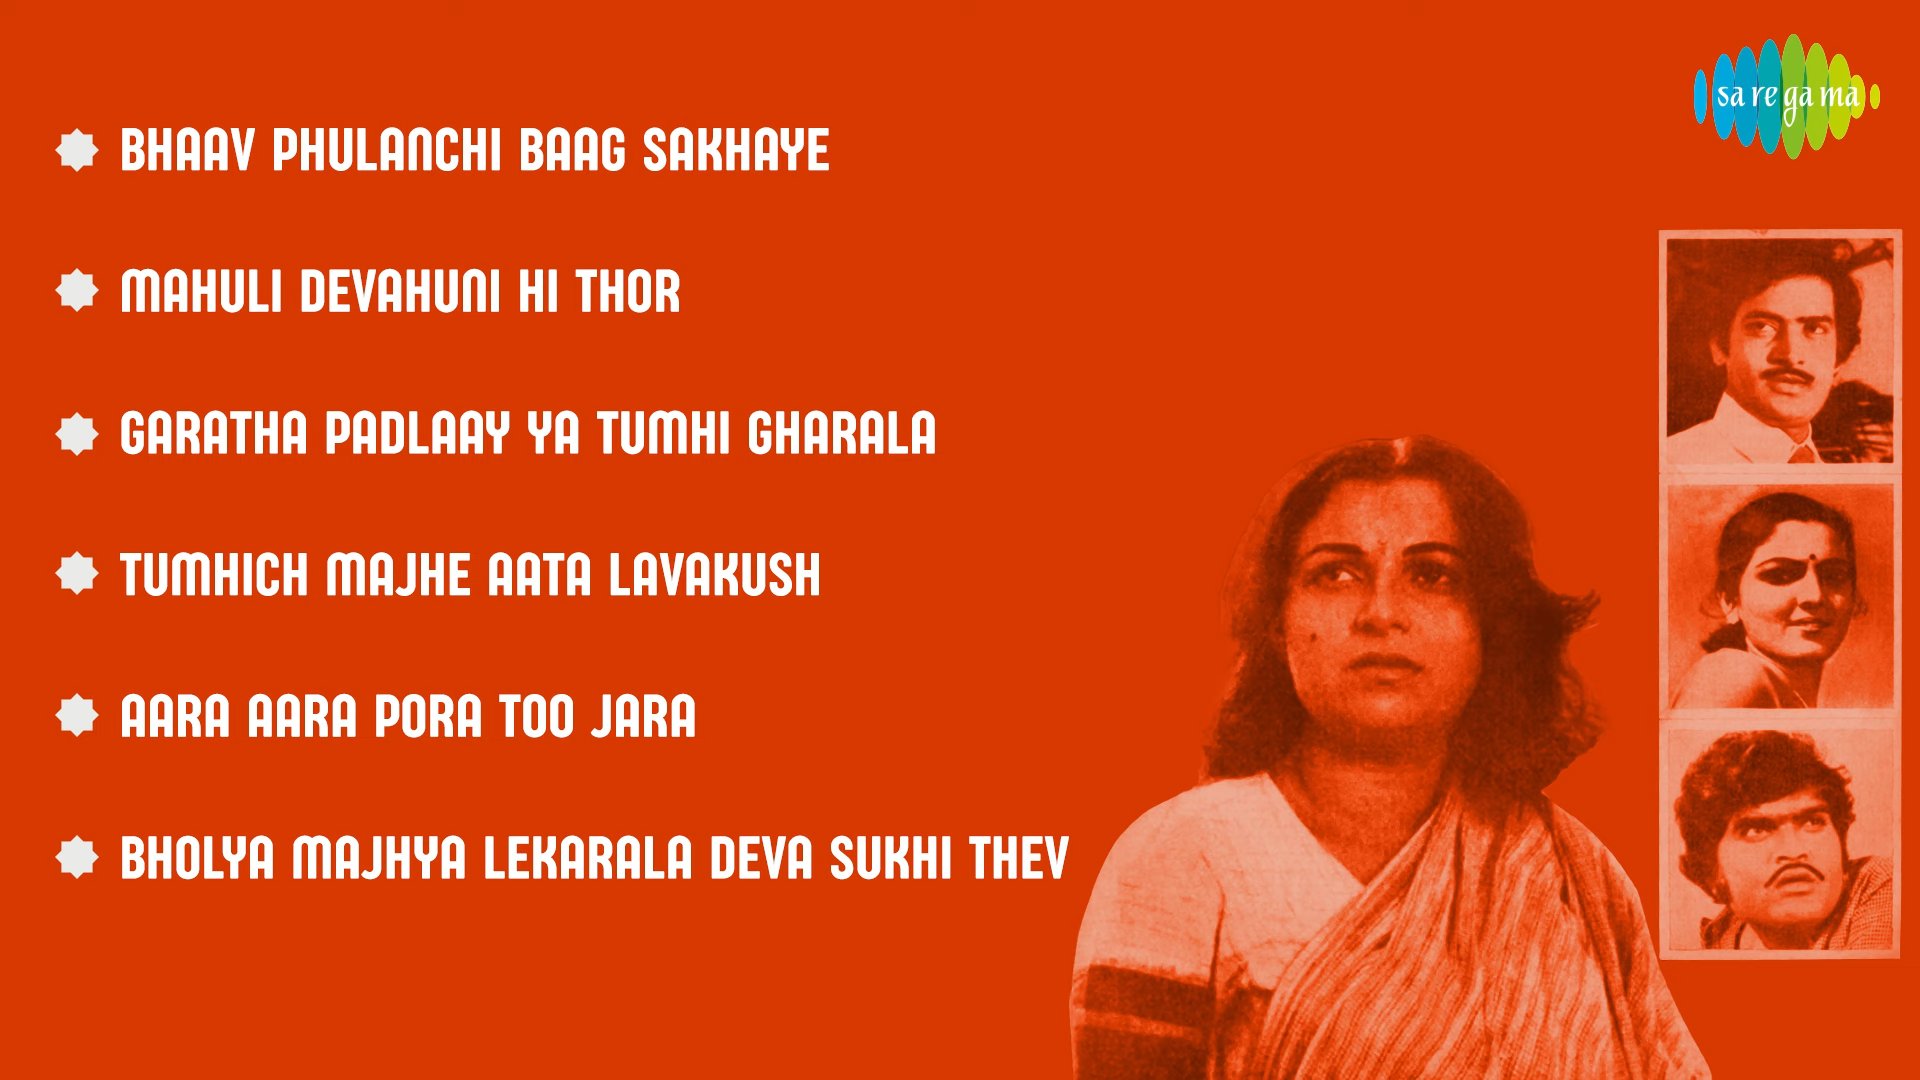 sa re ga ma
BHAAV PHULANCHI BAAG SAKHAYE
MAHULI DEVAHUNI HI THOR
GARATHA PADLAAY YA TUMHI GHARALA
TUMHICH MAJHE AATA LAVAKUSH
AARA AARA PORA TOO JARA
BHOLYA MAJHYA LEKARALA DEVA SUKHI THEV